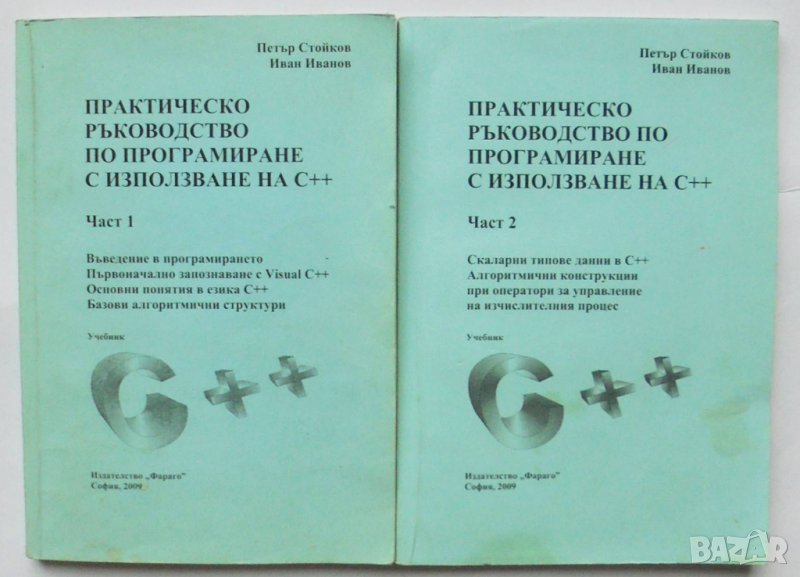 Петър Стойков
Иван Иванов
ПРАКТИЧЕСКО
РЪКОВОДСТВО
ПО ПРОГРАМИРАНЕ
С ИЗПОЛЗВАНЕ НА C++
Част 1
Въведение в програмирането
Първоначално запознаване с Visual C++
Основни понятия в езика C++
Базови алгоритмични структури
Учебник
C++
Издателство „Фараго”
София, 2009
Петър Стойков
Иван Иванов
ПРАКТИЧЕСКО
РЪКОВОДСТВО ПО
ПРОГРАМИРАНЕ
С ИЗПОЛЗВАНЕ НА C++
Част 2
Скаларни типове данни в C++
Алгоритмични конструкции
при оператори за управление
на изчислителния процес
Учебник
C++
Издателство „Фараго”
София, 2009
BAZAR